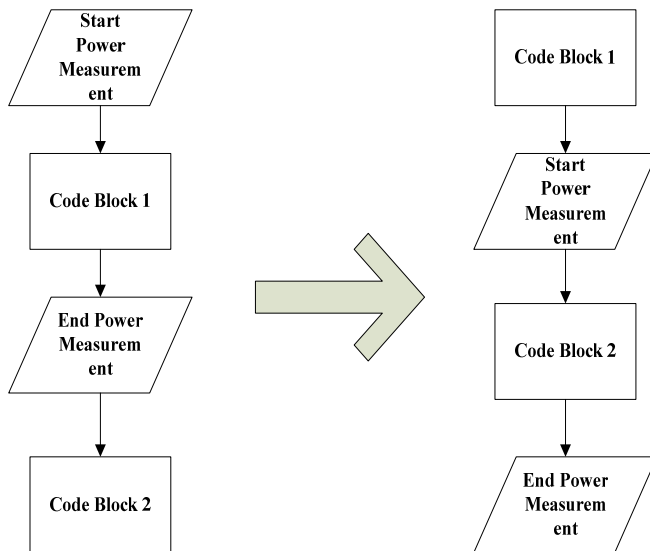 Start
Power
Measurem
ent
Code Block 1
End Power
Measurem
ent
Code Block 2
Code Block 1
Start
Power
Measurem
ent
Code Block 2
End Power
Measurem
ent